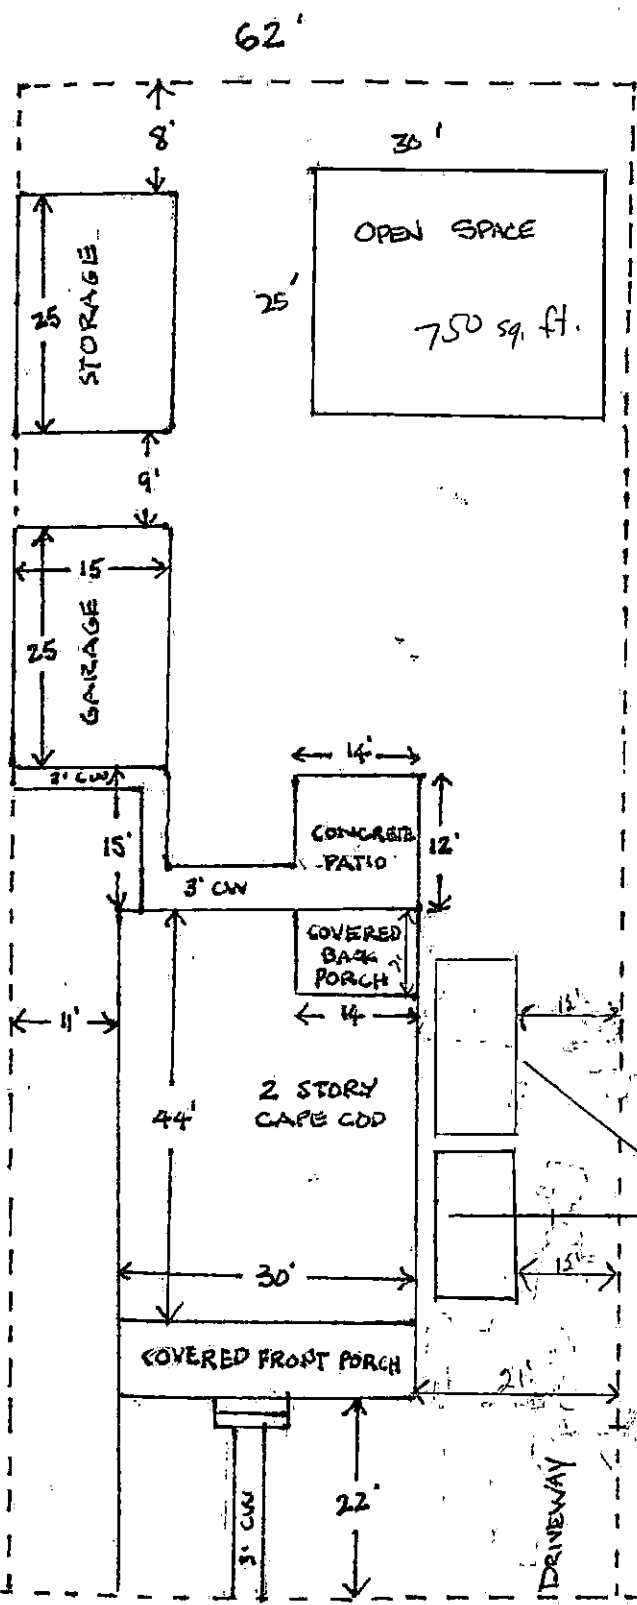 62'
8'
30'
OPEN SPACE
25'
750 sq. ft.
25
STORAGE
9'
15
25
GARAGE
14'
CW
15'
CONCRETE
PATIO
12'
3' CW
COVERED
BACK
PORCH
14
11'
15'
2 STORY
CAPE COD
44'
15'
30'
COVERED FRONT PORCH
21'
22'
3' CW
DRIVEWAY